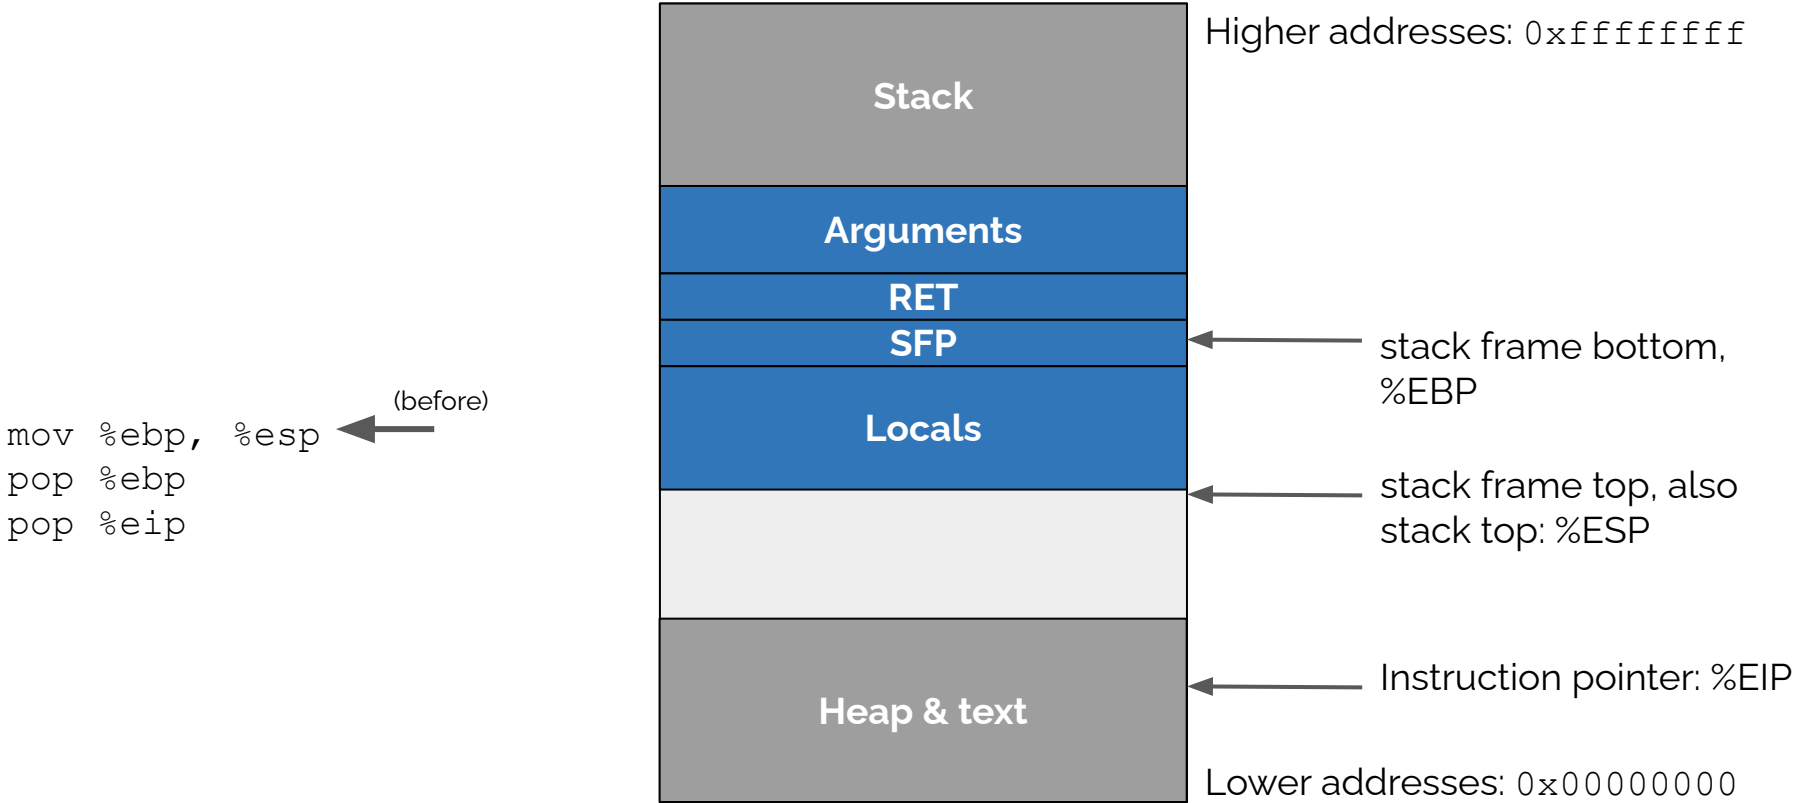 Higher addresses: 0xffffffff
Stack
Arguments
RET
SFP
stack frame bottom,
%EBP
(before)
mov %ebp, %esp
pop %ebp
pop %eip
Locals
stack frame top, also
stack top: %ESP
Instruction pointer: %EIP
Heap & text
Lower addresses: 0x00000000